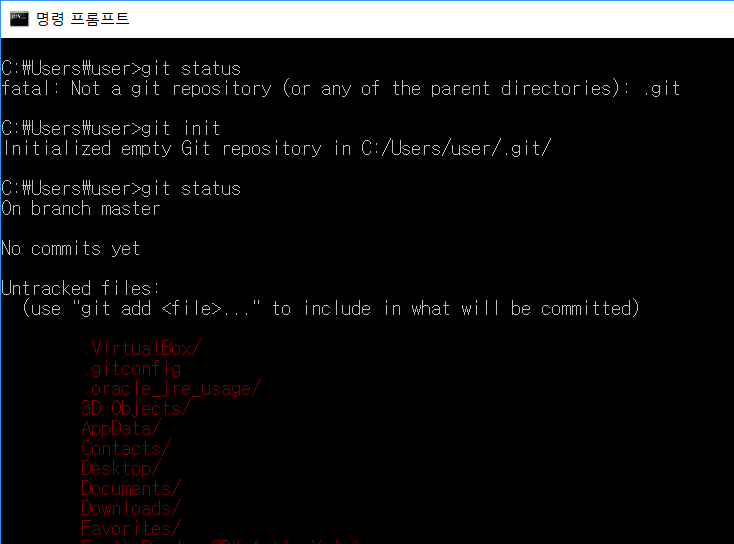 명령 프롬프트
C:\Users\user>git status
fatal: Not a git repository (or any of the parent directories): .git
C:\Users\user>git init
Initialized empty Git repository in C:/Users/user/.git/
C:\Users\user>git status
On branch master
No commits yet
Untracked files:
(use "git add <file>..." to include in what will be committed)
.VirtualBox/
.gitconfig
.oracle_jre_usage/
3D Objects/
AppData/
Contacts/
Desktop/
Documents/
Downloads/
Favorites/